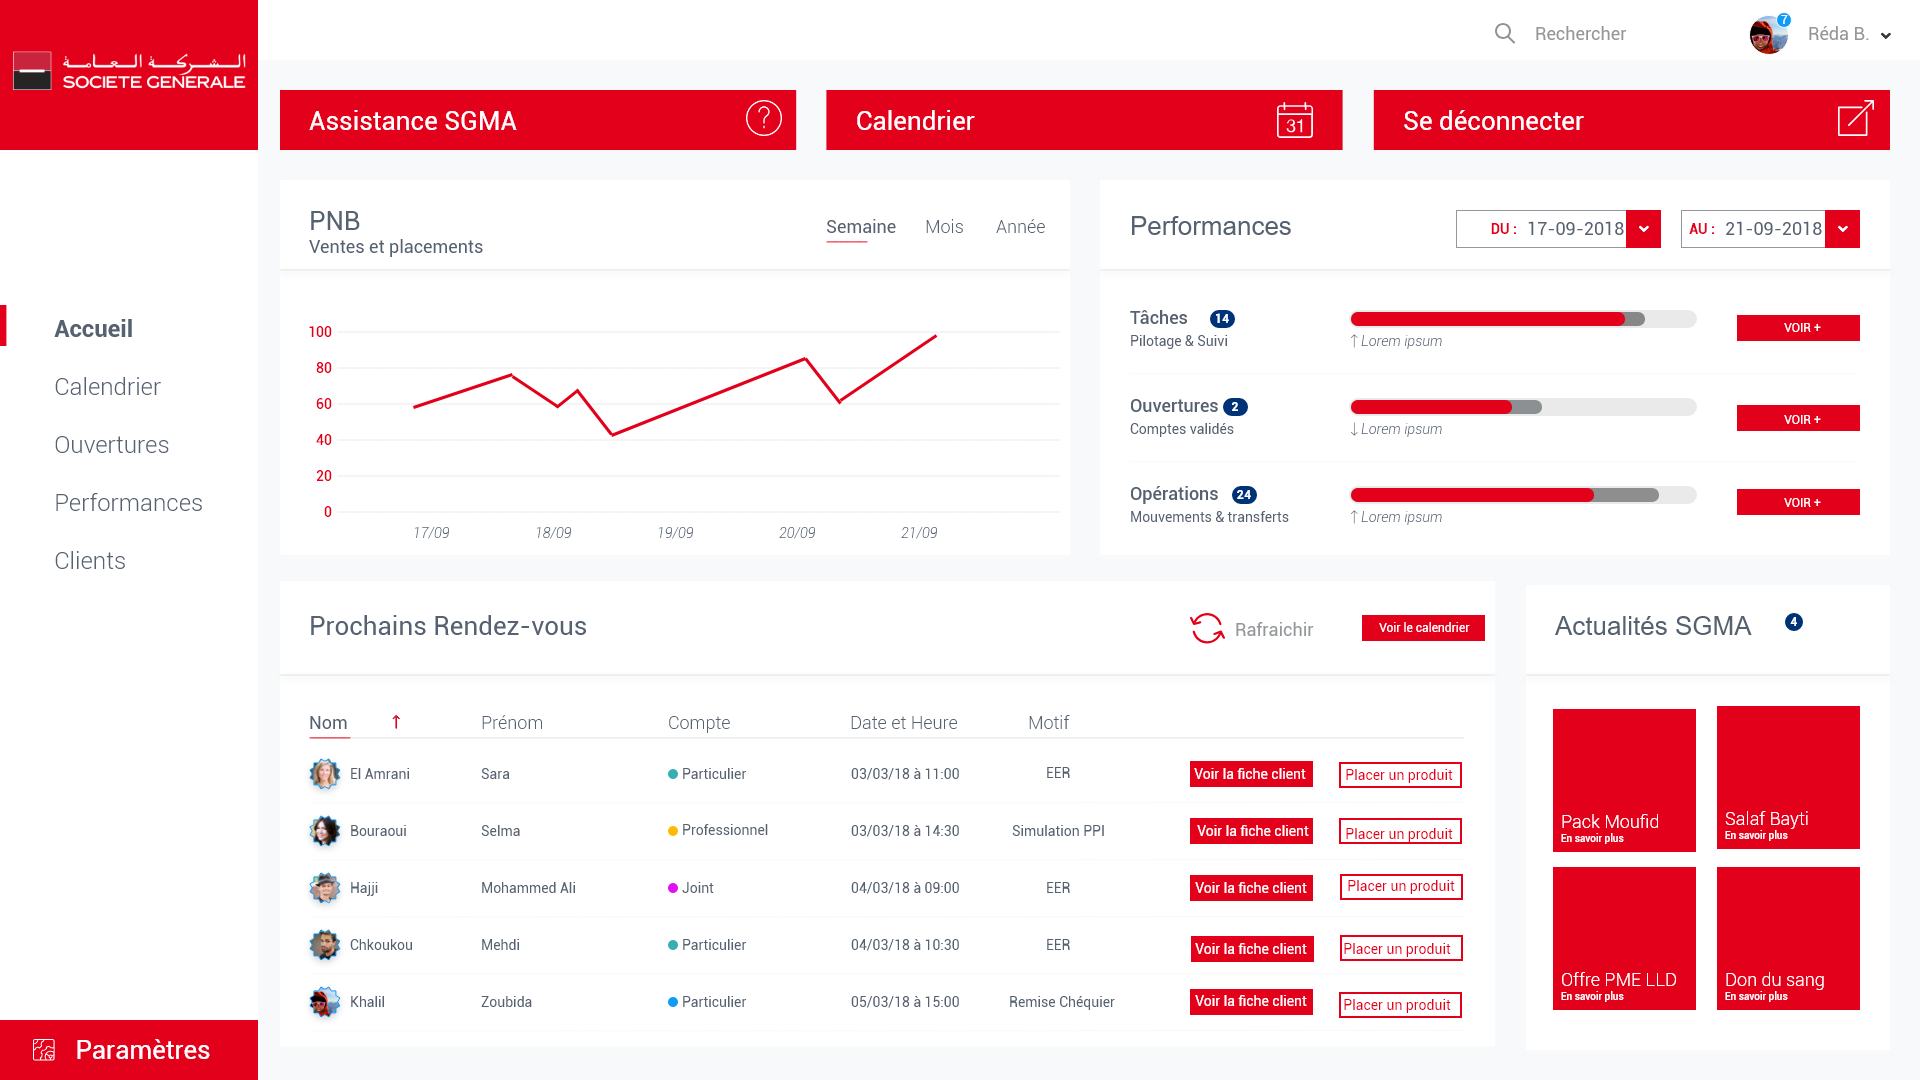 الشركة العامة
SOCIETE GENERALE
Rechercher
7
Réda B.
Assistance SGMA
?
Calendrier
31
Se déconnecter
Accueil
Calendrier
Ouvertures
Performances
Clients
Paramètres
PNB
Ventes et placements
Semaine Mois Année
100
80
60
40
20
0
17/09 18/09 19/09 20/09 21/09
Performances
DU : 17-09-2018
AU : 21-09-2018
Tâches 14
Pilotage & Suivi
↑ Lorem ipsum
VOIR +
Ouvertures 2
Comptes validés
↓ Lorem ipsum
VOIR +
Opérations 24
Mouvements & transferts
↑ Lorem ipsum
VOIR +
Prochains Rendez-vous
Rafraichir
Voir le calendrier
Nom ↑ Prénom Compte Date et Heure Motif
El Amrani Sara Particulier 03/03/18 à 11:00 EER Voir la fiche client Placer un produit
Bouraoui Selma Professionnel 03/03/18 à 14:30 Simulation PPI Voir la fiche client Placer un produit
Hajji Mohammed Ali Joint 04/03/18 à 09:00 EER Voir la fiche client Placer un produit
Chkoukou Mehdi Particulier 04/03/18 à 10:30 EER Voir la fiche client Placer un produit
Khalil Zoubida Particulier 05/03/18 à 15:00 Remise Chéquier Voir la fiche client Placer un produit
Actualités SGMA 4
Pack Moufid
En savoir plus
Salaf Bayti
En savoir plus
Offre PME LLD
En savoir plus
Don du sang
En savoir plus